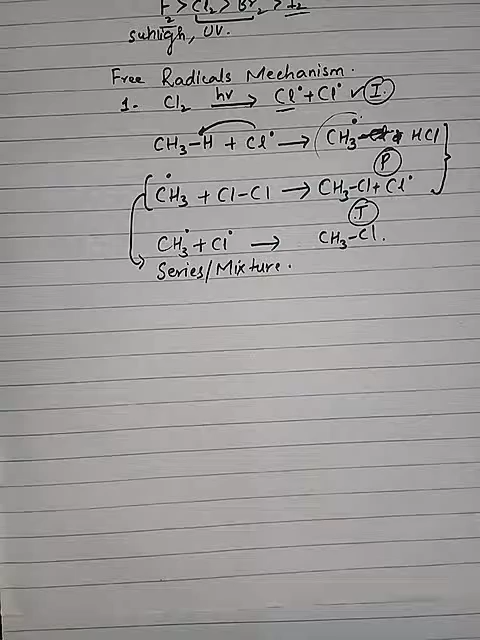 F₂ > Cl₂ > Br₂ > I₂
sunligh, UV.
Free Radicals Mechanism.
1. Cl₂ hν → Cl• + Cl• ✓ I.
CH₃–H + Cl• → CH₃• HCl
P
•CH₃ + Cl–Cl → CH₃–Cl + Cl•
T
CH₃• + Cl• → CH₃–Cl.
Series/Mixture.